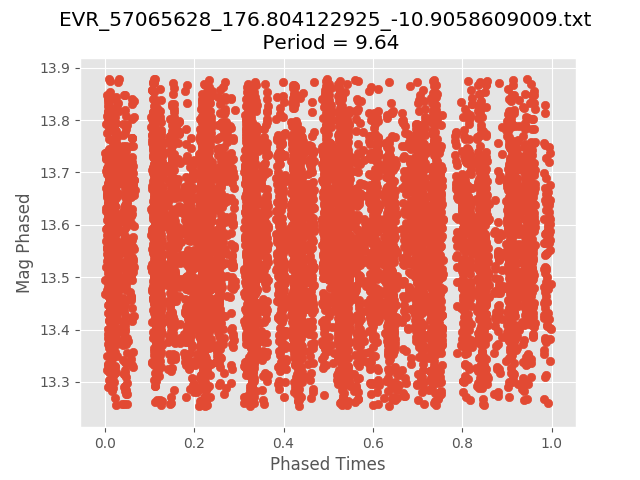 EVR_57065628_176.804122925_-10.9058609009.txt
Period = 9.64
13.9
13.8
13.7
13.6
13.5
13.4
13.3
Mag Phased
0.0 0.2 0.4 0.6 0.8 1.0
Phased Times